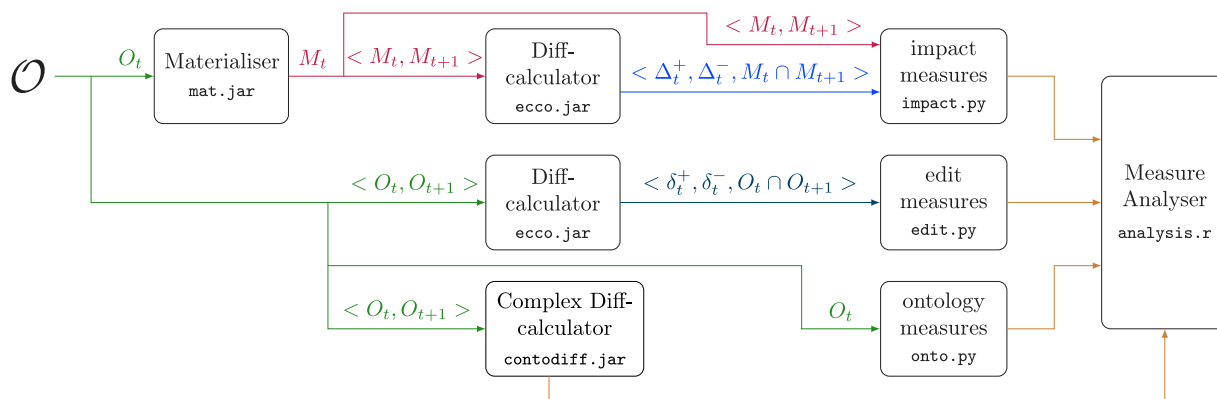 𝒪
O_t
Materialiser
mat.jar
M_t
< M_t, M_{t+1} >
Diff-
calculator
ecco.jar
< M_t, M_{t+1} >
< Δ_t^+, Δ_t^-, M_t ∩ M_{t+1} >
impact
measures
impact.py
< O_t, O_{t+1} >
Diff-
calculator
ecco.jar
< δ_t^+, δ_t^-, O_t ∩ O_{t+1} >
edit
measures
edit.py
Measure
Analyser
analysis.r
< O_t, O_{t+1} >
Complex Diff-
calculator
contodiff.jar
O_t
ontology
measures
onto.py